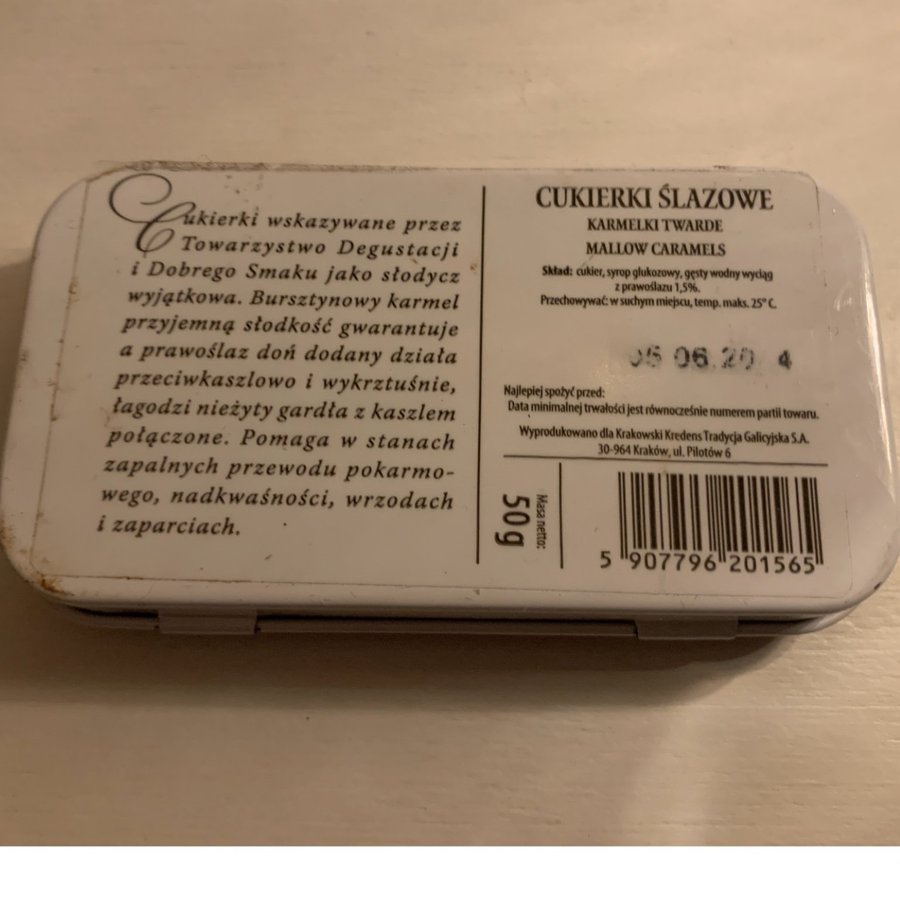 Cukierki wskazywane przez
Towarzystwo Degustacji
i Dobrego Smaku jako słodycz
wyjątkowa. Bursztynowy karmel
przyjemną słodkość gwarantuje
a prawoślaz doń dodany działa
przeciwkaszlowo i wykrztuśnie,
łagodzi nieżyty gardła z kaszlem
połączone. Pomaga w stanach
zapalnych przewodu pokarmo-
wego, nadkwaśności, wrzodach
i zaparciach.
CUKIERKI ŚLAZOWE
KARMELKI TWARDE
MALLOW CARAMELS
Skład: cukier, syrop glukozowy, gęsty wodny wyciąg
z prawoślazu 1,5%.
Przechowywać: w suchym miejscu, temp. maks. 25° C.
06.20 4
Najlepiej spożyć przed:
Data minimalnej trwałości jest równocześnie numerem partii towaru.
Wyprodukowano dla Krakowski Kredens Tradycja Galicyjska S.A.
30-964 Kraków, ul. Pilotów 6
Masa netto:
50 g
5 907796 201565